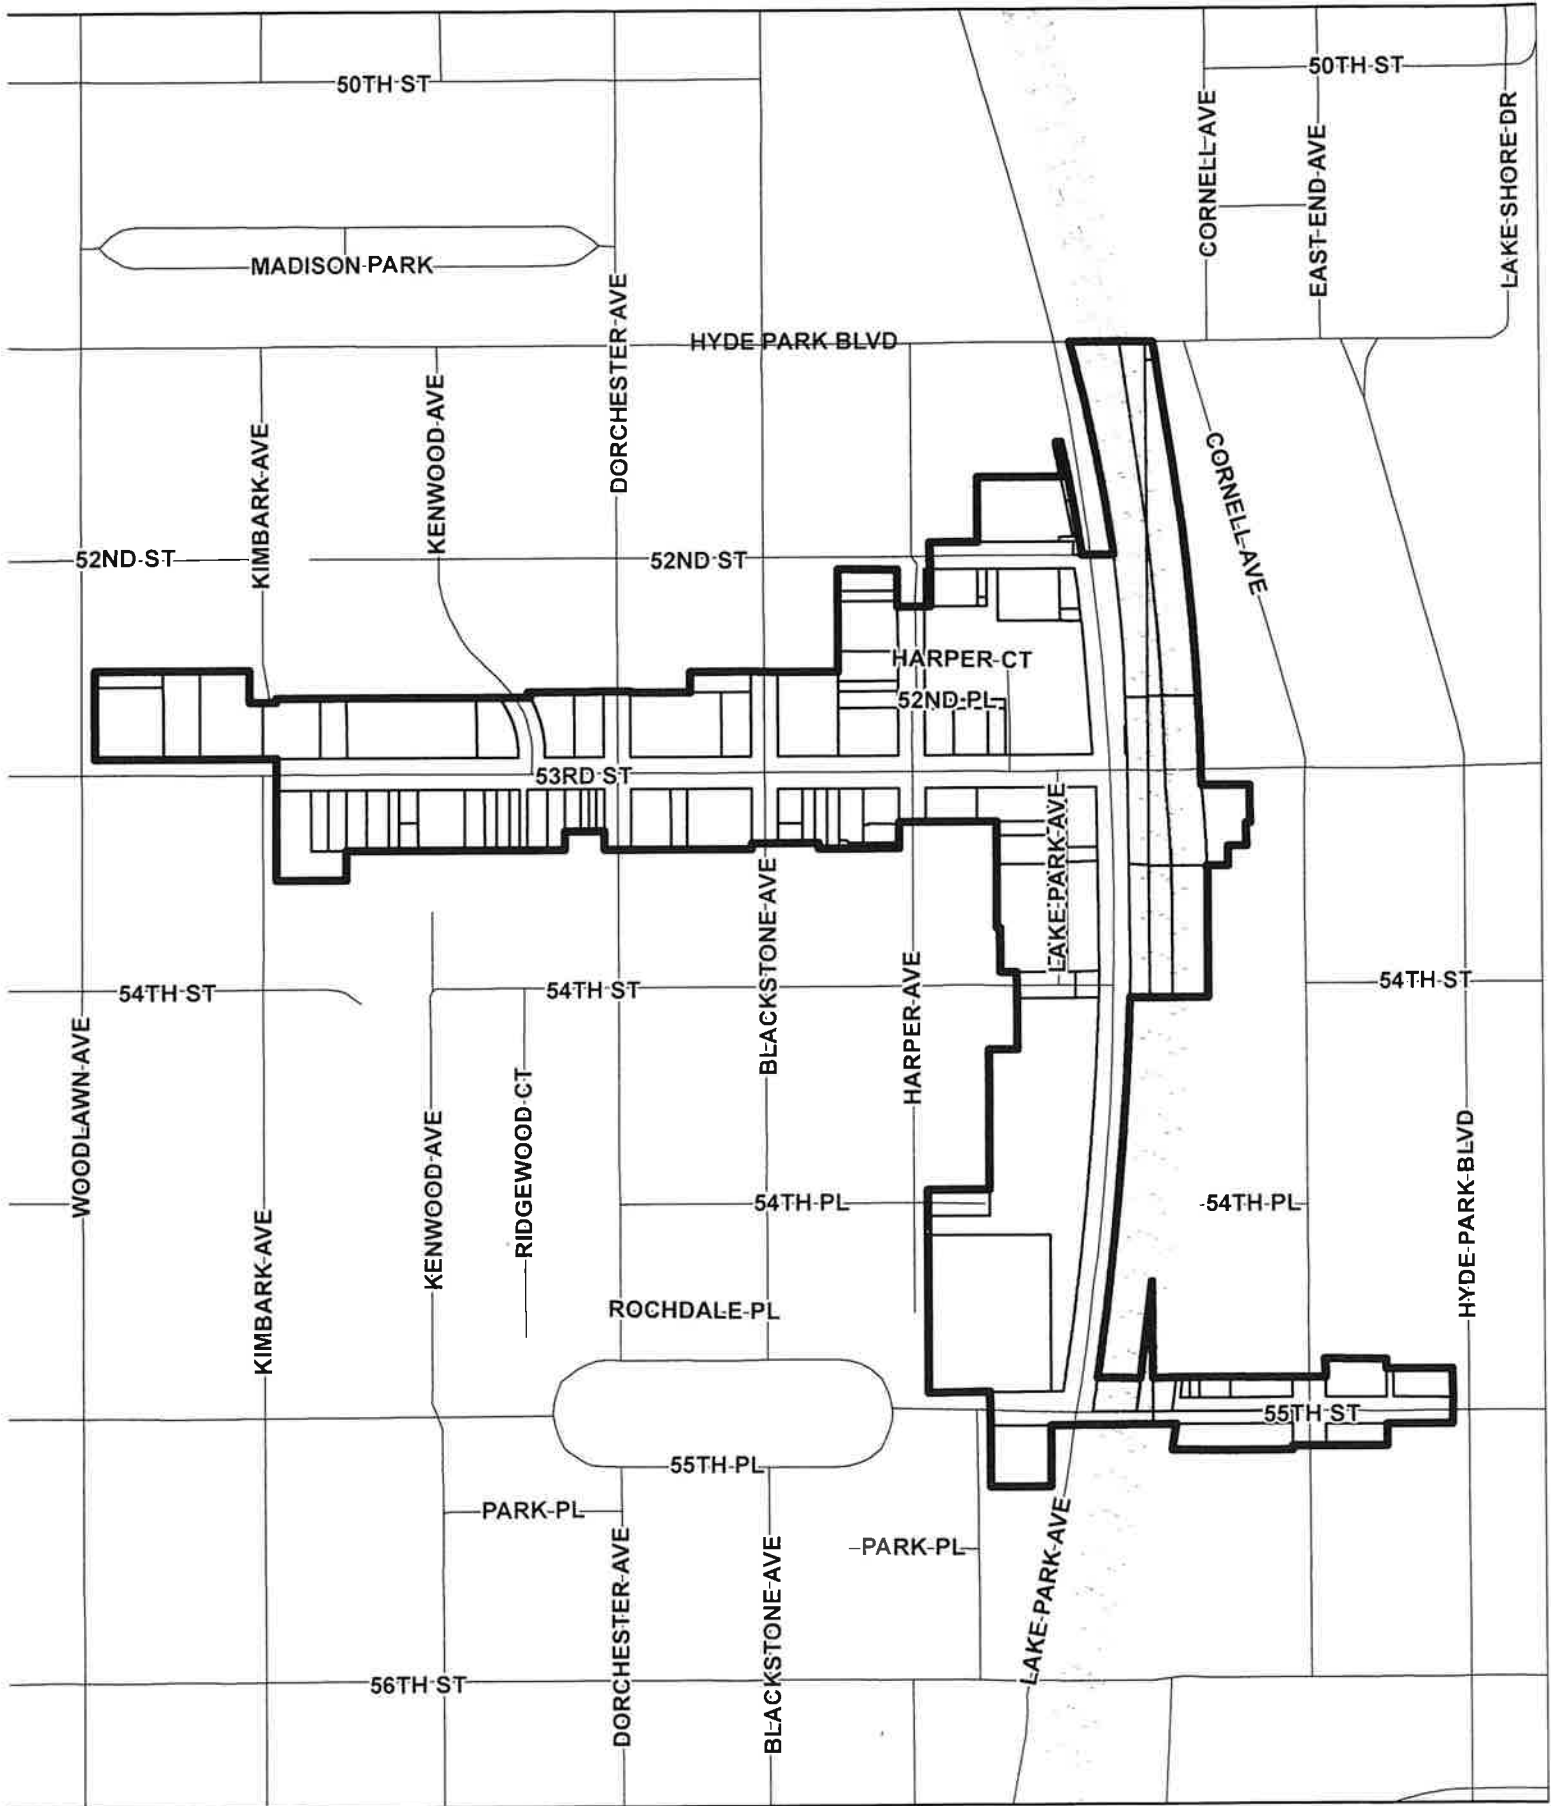 50TH ST
50TH ST
CORNELL AVE
EAST END AVE
LAKE SHORE DR
MADISON PARK
DORCHESTER AVE
HYDE PARK BLVD
KIMBARK AVE
KENWOOD AVE
CORNELL AVE
52ND ST
52ND ST
HARPER CT
52ND PL
53RD ST
LAKE PARK AVE
BLACKSTONE AVE
HARPER AVE
54TH ST
54TH ST
54TH ST
WOODLAWN AVE
KENWOOD AVE
RIDGEWOOD CT
HYDE PARK BLVD
54TH PL
54TH PL
KIMBARK AVE
ROCHDALE PL
55TH ST
55TH PL
PARK PL
PARK PL
LAKE PARK AVE
DORCHESTER AVE
BLACKSTONE AVE
56TH ST